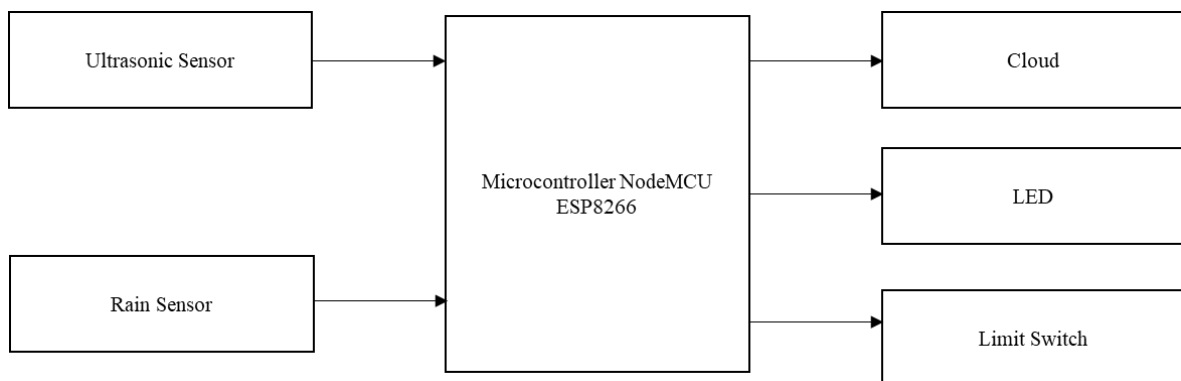 Ultrasonic Sensor
Rain Sensor
Microcontroller NodeMCU
ESP8266
Cloud
LED
Limit Switch